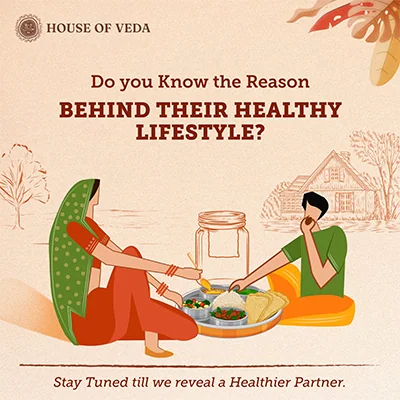 HOUSE OF VEDA
Do you Know the Reason
BEHIND THEIR HEALTHY
LIFESTYLE?
Stay Tuned till we reveal a Healthier Partner.